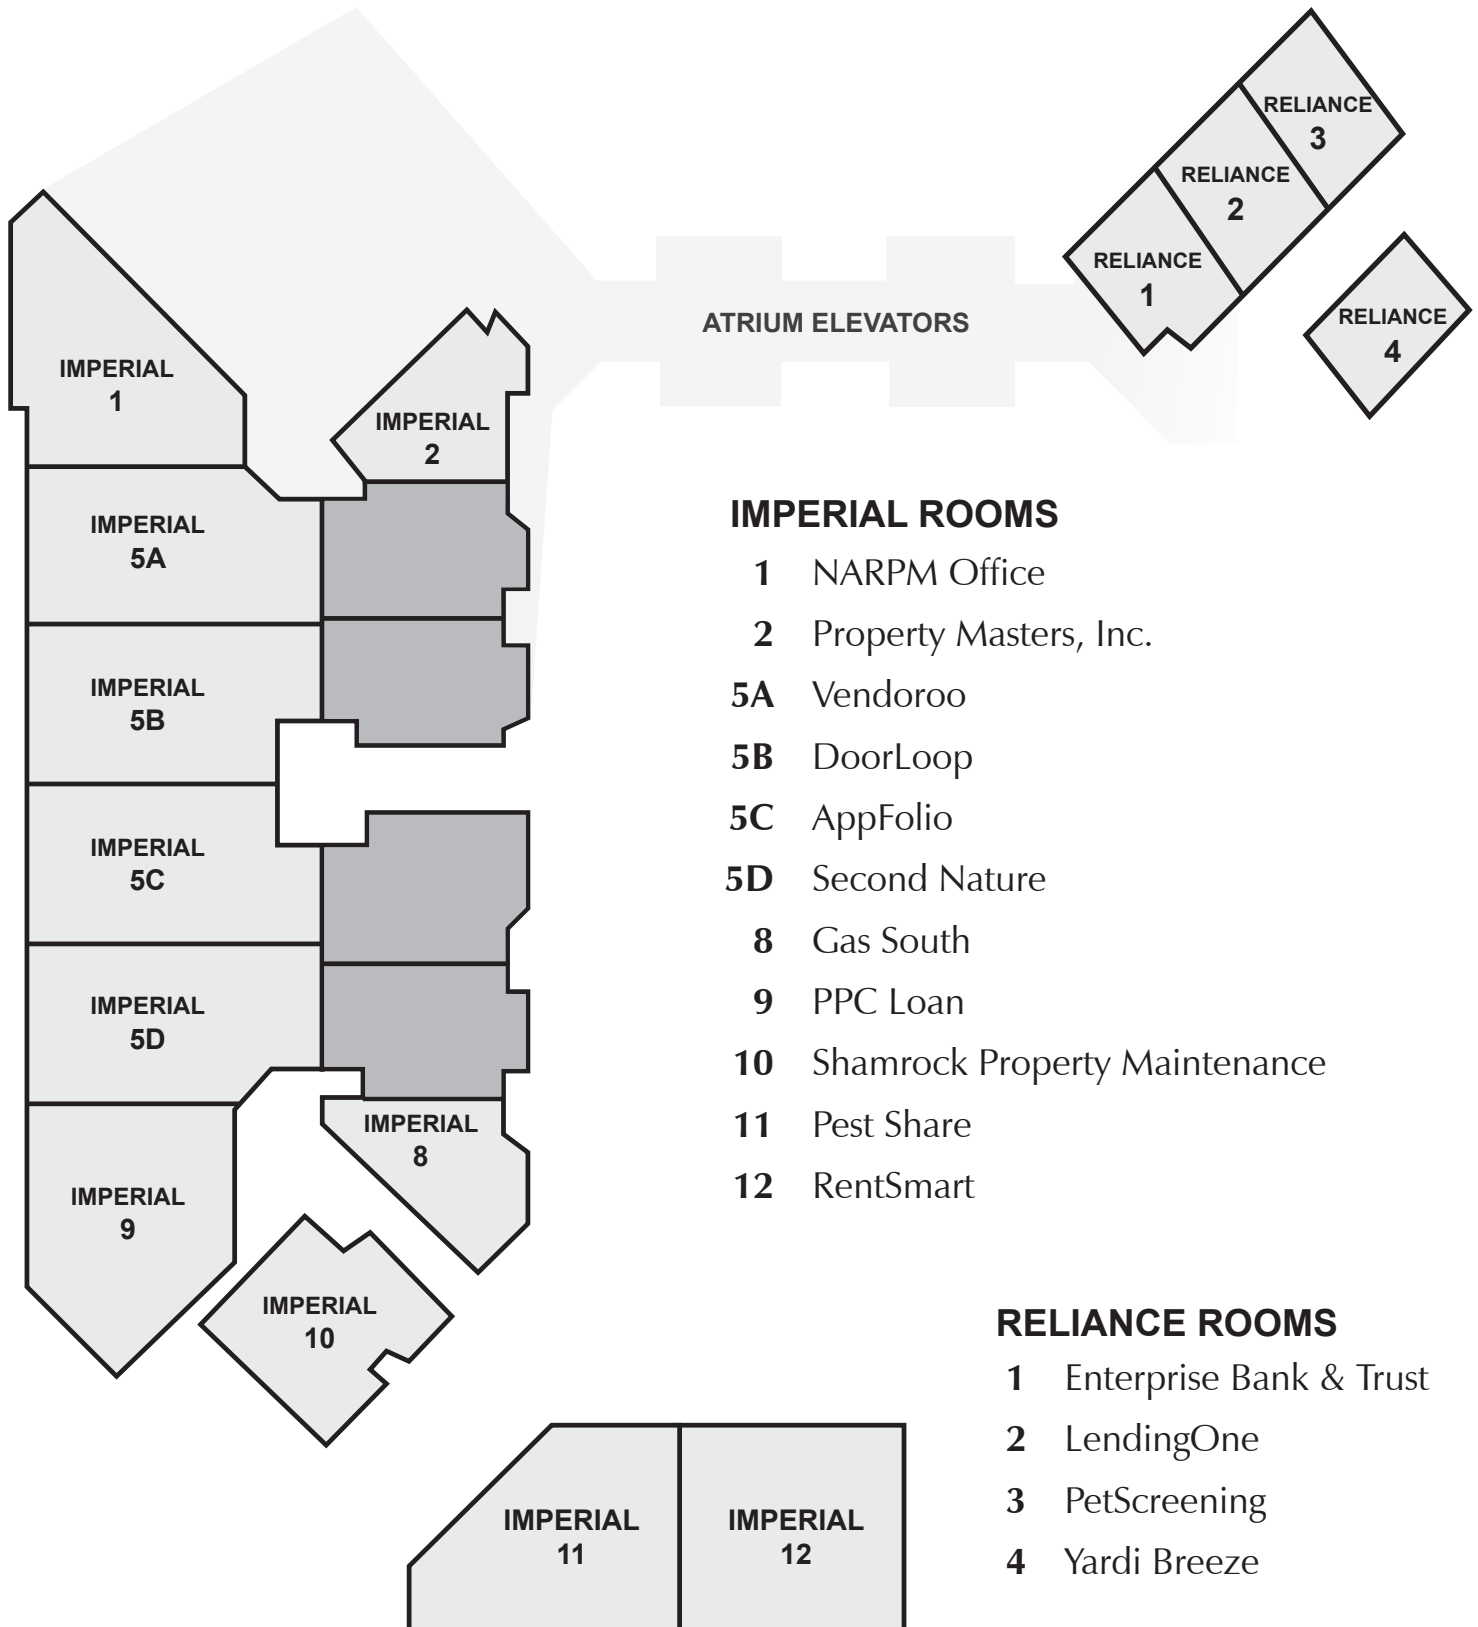 RELIANCE
3
RELIANCE
2
RELIANCE
1
RELIANCE
4
ATRIUM ELEVATORS
IMPERIAL
1
IMPERIAL
2
IMPERIAL
5A
IMPERIAL
5B
IMPERIAL
5C
IMPERIAL
5D
IMPERIAL
8
IMPERIAL
9
IMPERIAL
10
IMPERIAL
11
IMPERIAL
12
IMPERIAL ROOMS
1 NARPM Office
2 Property Masters, Inc.
5A Vendoroo
5B DoorLoop
5C AppFolio
5D Second Nature
8 Gas South
9 PPC Loan
10 Shamrock Property Maintenance
11 Pest Share
12 RentSmart
RELIANCE ROOMS
1 Enterprise Bank & Trust
2 LendingOne
3 PetScreening
4 Yardi Breeze